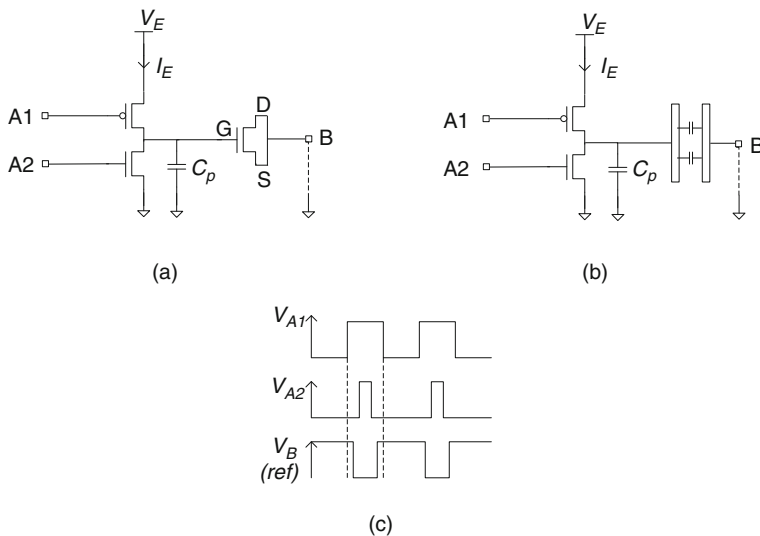 V_E
I_E
A1
A2
G
D
S
B
C_p
(a)
V_E
I_E
A1
A2
B
C_p
(b)
V_A1
V_A2
V_B
(ref)
(c)